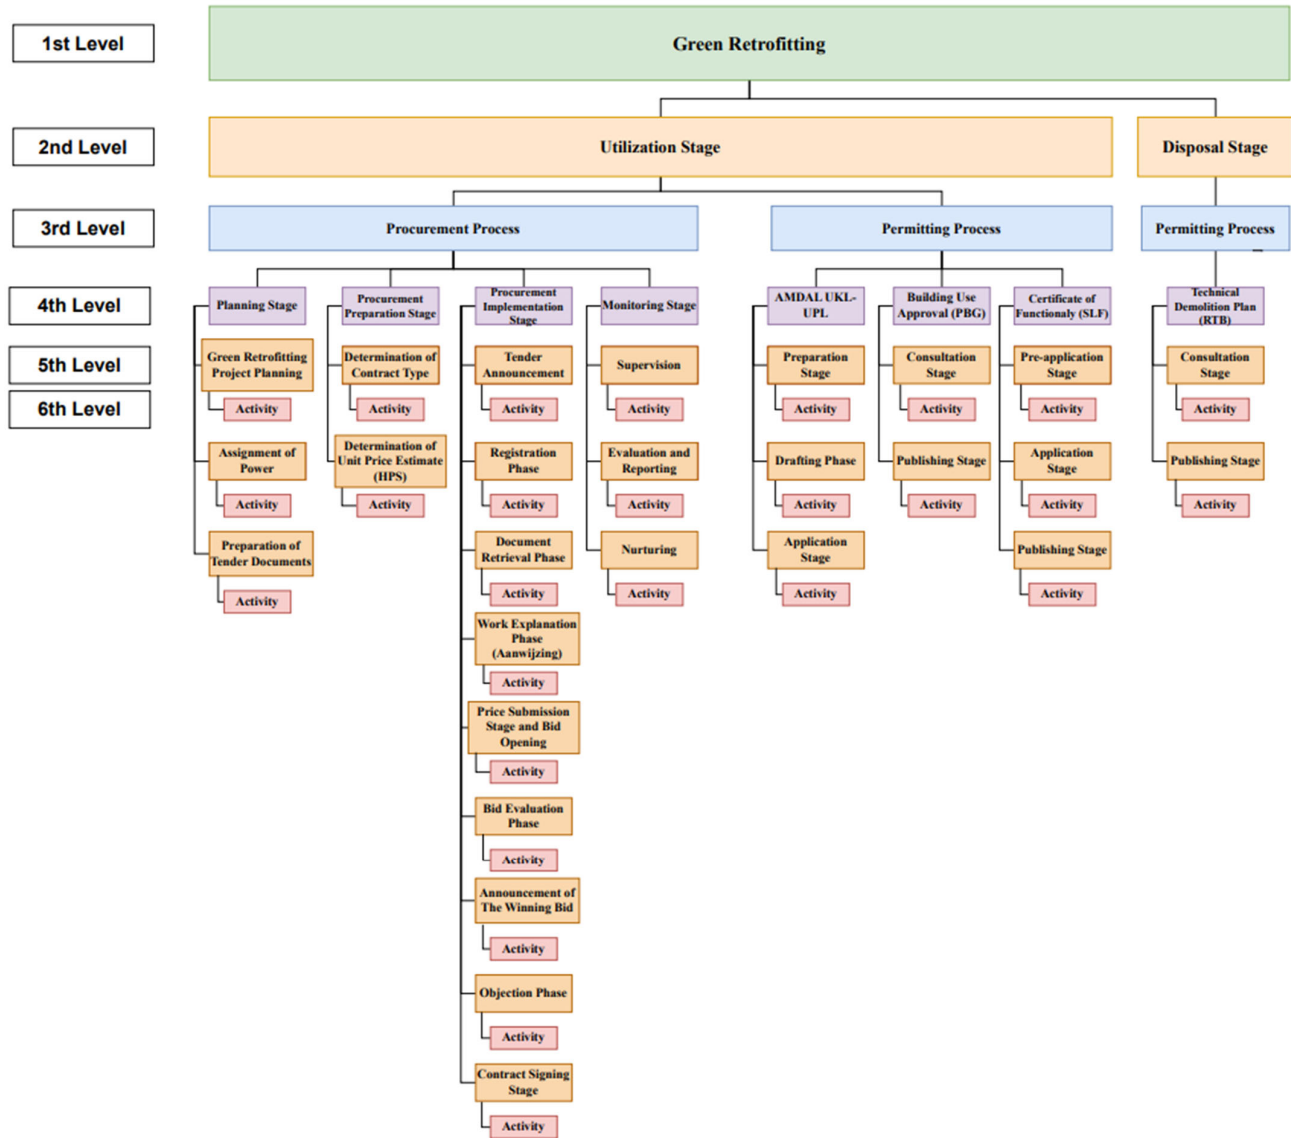 1st Level
Green Retrofitting
2nd Level
Utilization Stage
Disposal Stage
3rd Level
Procurement Process
Permitting Process
Permitting Process
4th Level
Planning Stage
Procurement
Preparation Stage
Procurement
Implementation
Stage
Monitoring Stage
AMDAL UKL-
UPL
Building Use
Approval (PBG)
Certificate of
Functionaly (SLF)
Technical
Demolition Plan
(RTB)
5th Level
6th Level
Green Retrofitting
Project Planning
Activity
Assignment of
Power
Activity
Preparation of
Tender Documents
Activity
Determination of
Contract Type
Activity
Determination of
Unit Price Estimate
(HPS)
Activity
Tender
Announcement
Activity
Registration
Phase
Activity
Document
Retrieval Phase
Activity
Work Explanation
Phase
(Aanwijzing)
Activity
Price Submission
Stage and Bid
Opening
Activity
Bid Evaluation
Phase
Activity
Announcement of
The Winning Bid
Activity
Objection Phase
Activity
Contract Signing
Stage
Activity
Supervision
Activity
Evaluation and
Reporting
Activity
Nurturing
Activity
Preparation
Stage
Activity
Drafting Phase
Activity
Application
Stage
Activity
Consultation
Stage
Activity
Publishing Stage
Activity
Pre-application
Stage
Activity
Application
Stage
Activity
Publishing Stage
Activity
Consultation
Stage
Activity
Publishing Stage
Activity